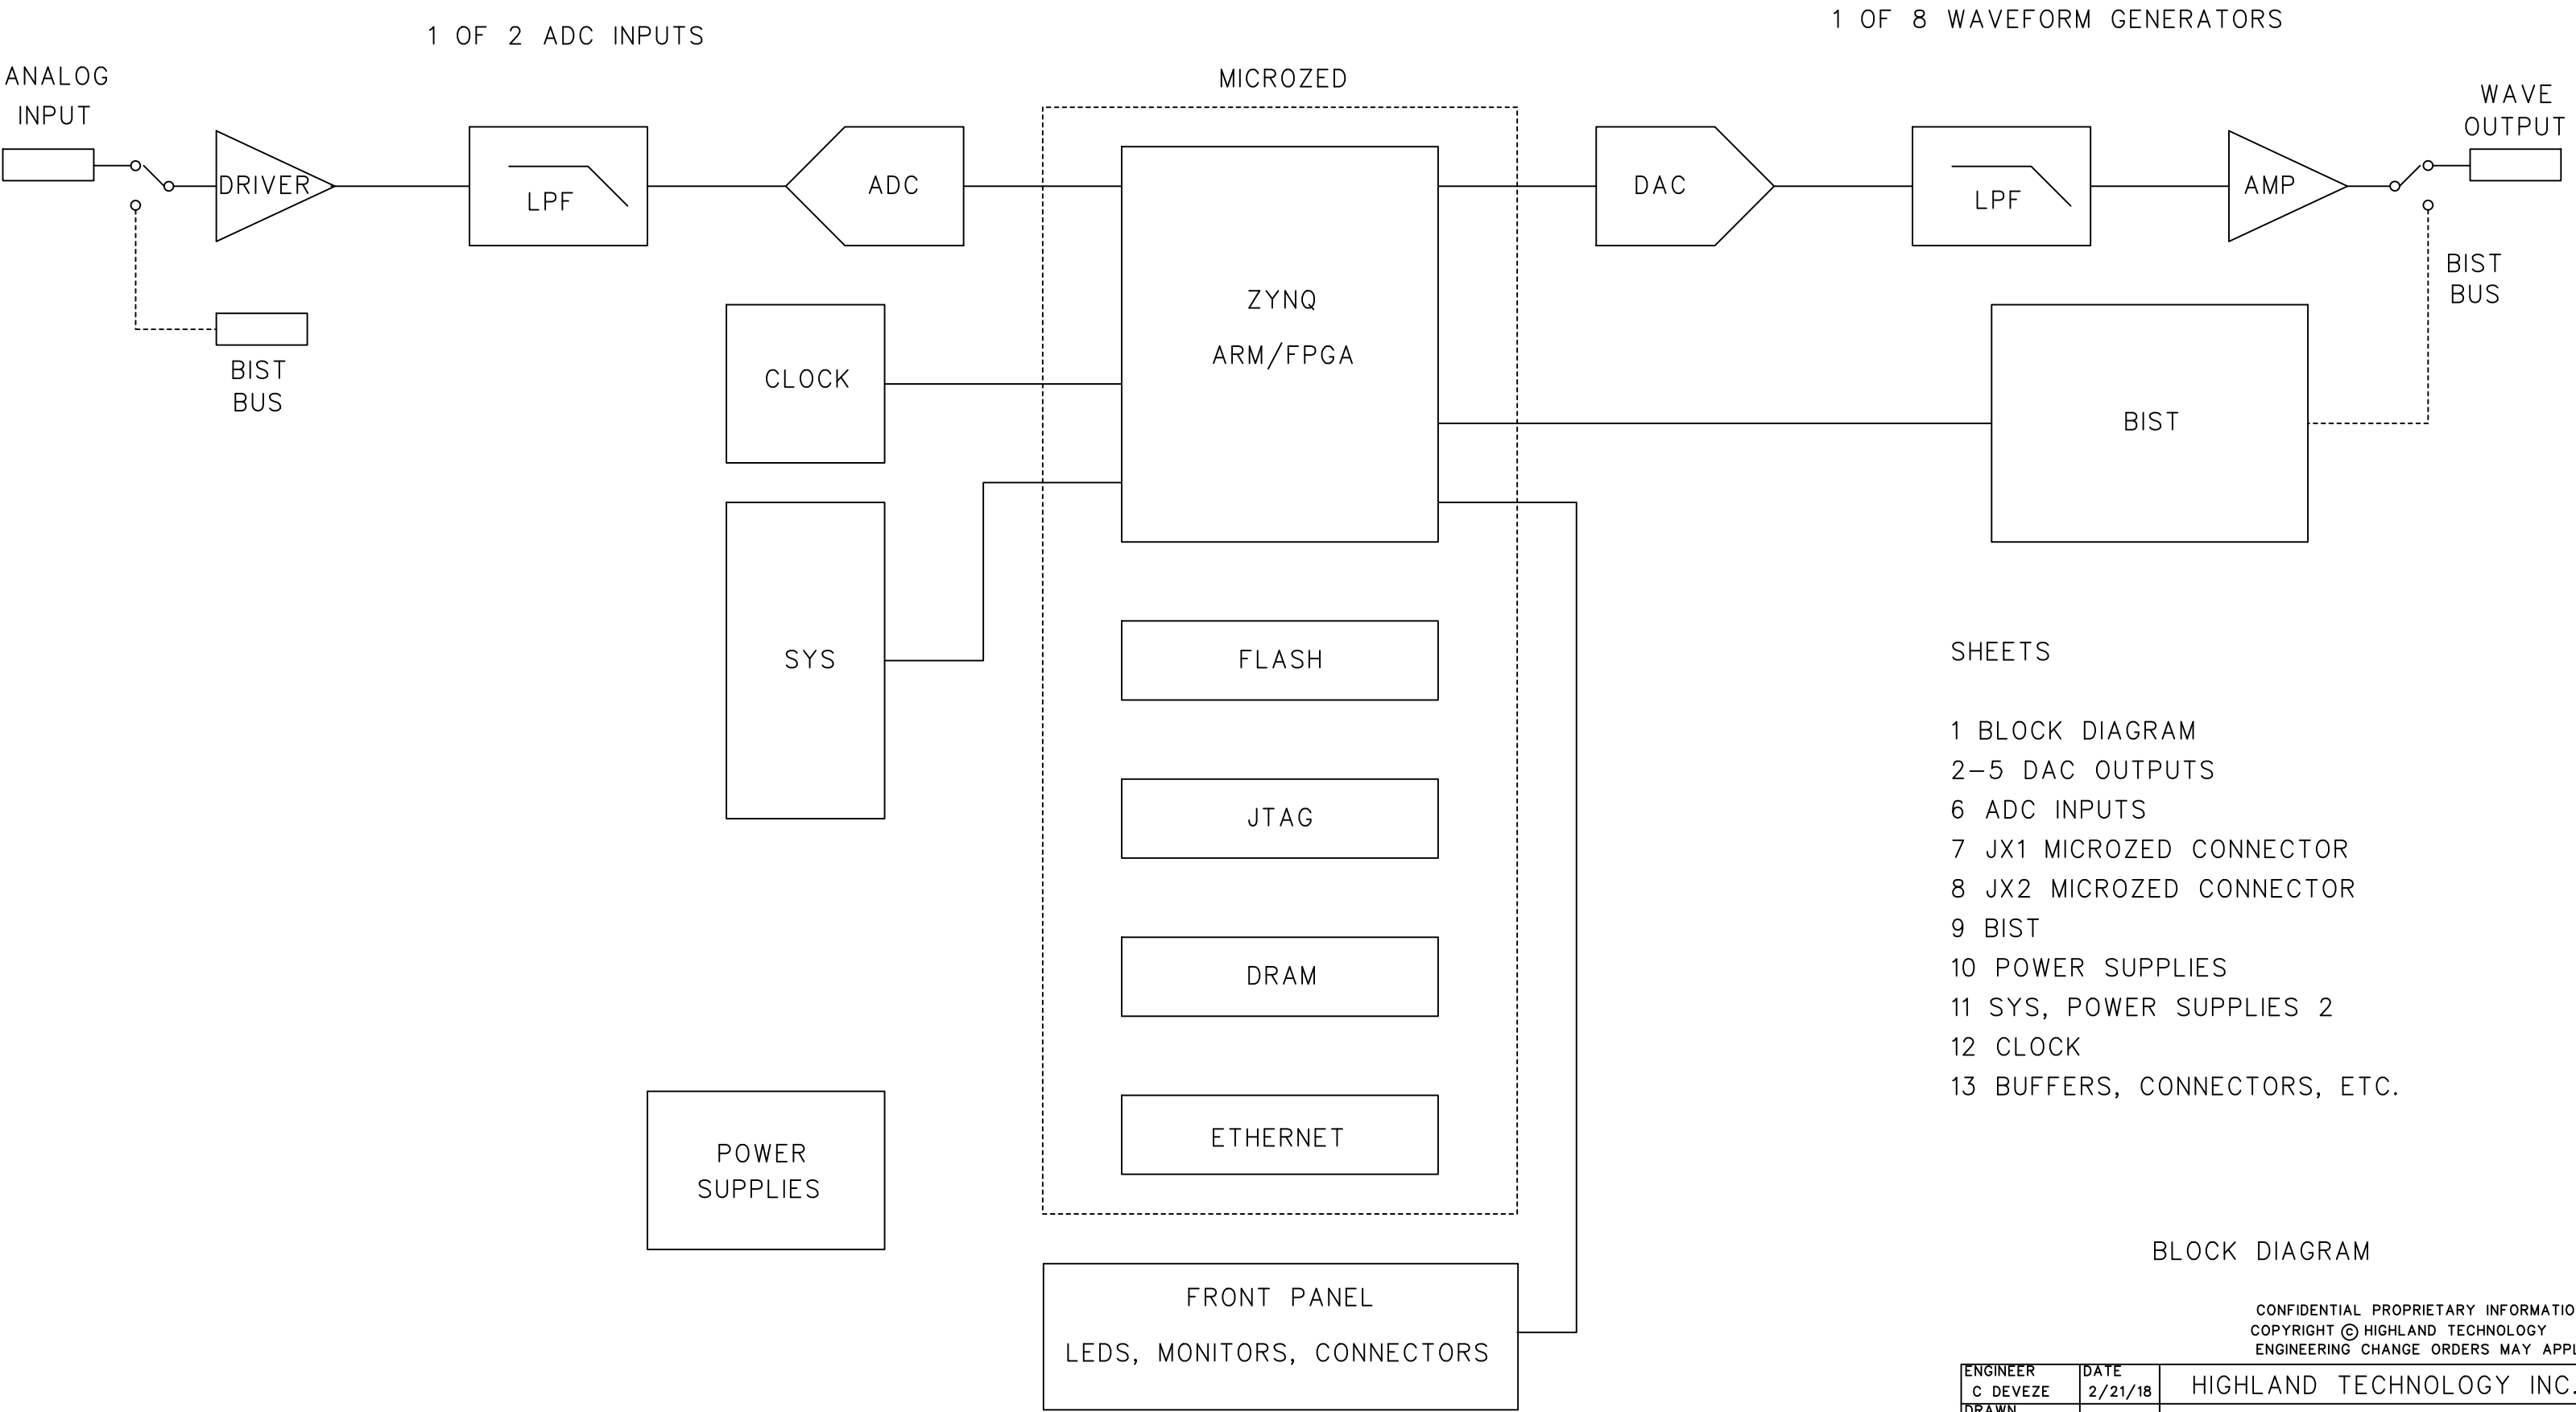 1 OF 2 ADC INPUTS
1 OF 8 WAVEFORM GENERATORS
ANALOG
INPUT
MICROZED
WAVE
OUTPUT
DRIVER
LPF
ADC
DAC
LPF
AMP
BIST
BUS
ZYNQ
ARM/FPGA
BIST
BUS
CLOCK
BIST
SYS
FLASH
JTAG
DRAM
ETHERNET
POWER
SUPPLIES
FRONT PANEL
LEDS, MONITORS, CONNECTORS
SHEETS
1 BLOCK DIAGRAM
2-5 DAC OUTPUTS
6 ADC INPUTS
7 JX1 MICROZED CONNECTOR
8 JX2 MICROZED CONNECTOR
9 BIST
10 POWER SUPPLIES
11 SYS, POWER SUPPLIES 2
12 CLOCK
13 BUFFERS, CONNECTORS, ETC.
BLOCK DIAGRAM
CONFIDENTIAL PROPRIETARY INFORMATIO
COPYRIGHT © HIGHLAND TECHNOLOGY
ENGINEERING CHANGE ORDERS MAY APPL
ENGINEER DATE
C DEVEZE 2/21/18 HIGHLAND TECHNOLOGY INC.
DRAWN